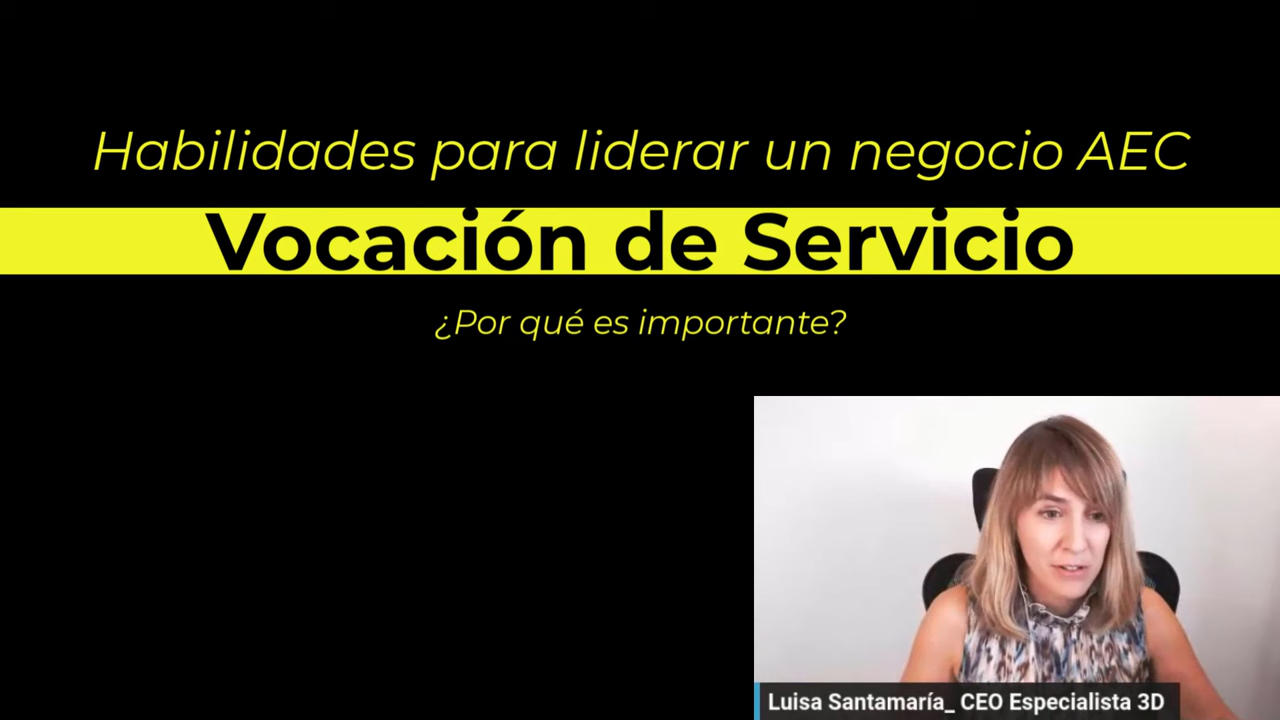 Habilidades para liderar un negocio AEC
Vocación de Servicio
¿Por qué es importante?
Luisa Santamaría_ CEO Especialista 3D